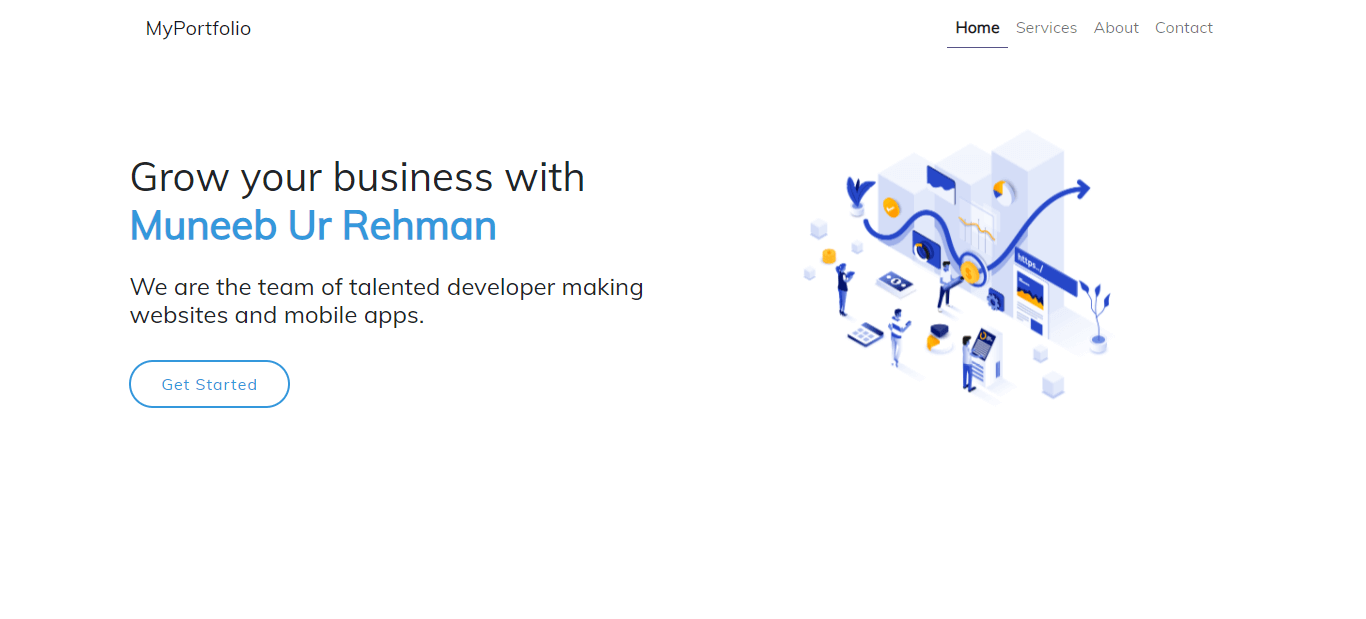 MyPortfolio
Home Services About Contact
Grow your business with
Muneeb Ur Rehman
We are the team of talented developer making
websites and mobile apps.
Get Started
https../